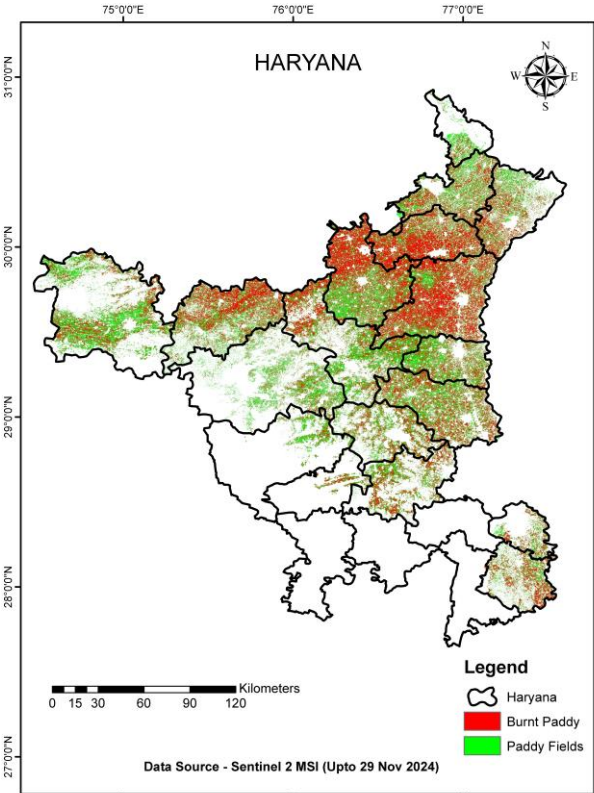 75°0'0"E 76°0'0"E 77°0'0"E
HARYANA
N
W E
S
31°0'0"N
30°0'0"N
29°0'0"N
28°0'0"N
27°0'0"N
Kilometers
0 15 30 60 90 120
Legend
Haryana
Burnt Paddy
Paddy Fields
Data Source - Sentinel 2 MSI (Upto 29 Nov 2024)